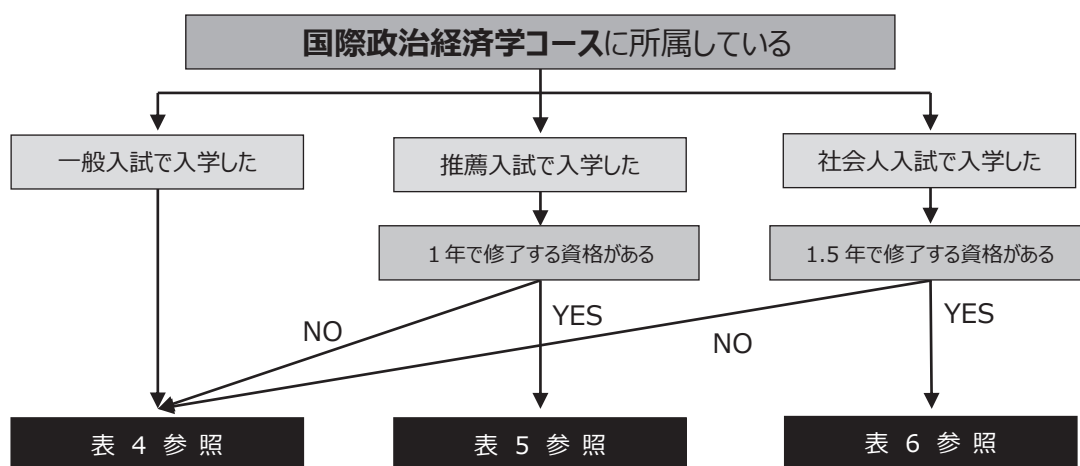 国際政治経済学コースに所属している
一般入試で入学した
推薦入試で入学した
社会人入試で入学した
1年で修了する資格がある
1.5年で修了する資格がある
NO
YES
NO
YES
表 4 参照
表 5 参照
表 6 参照